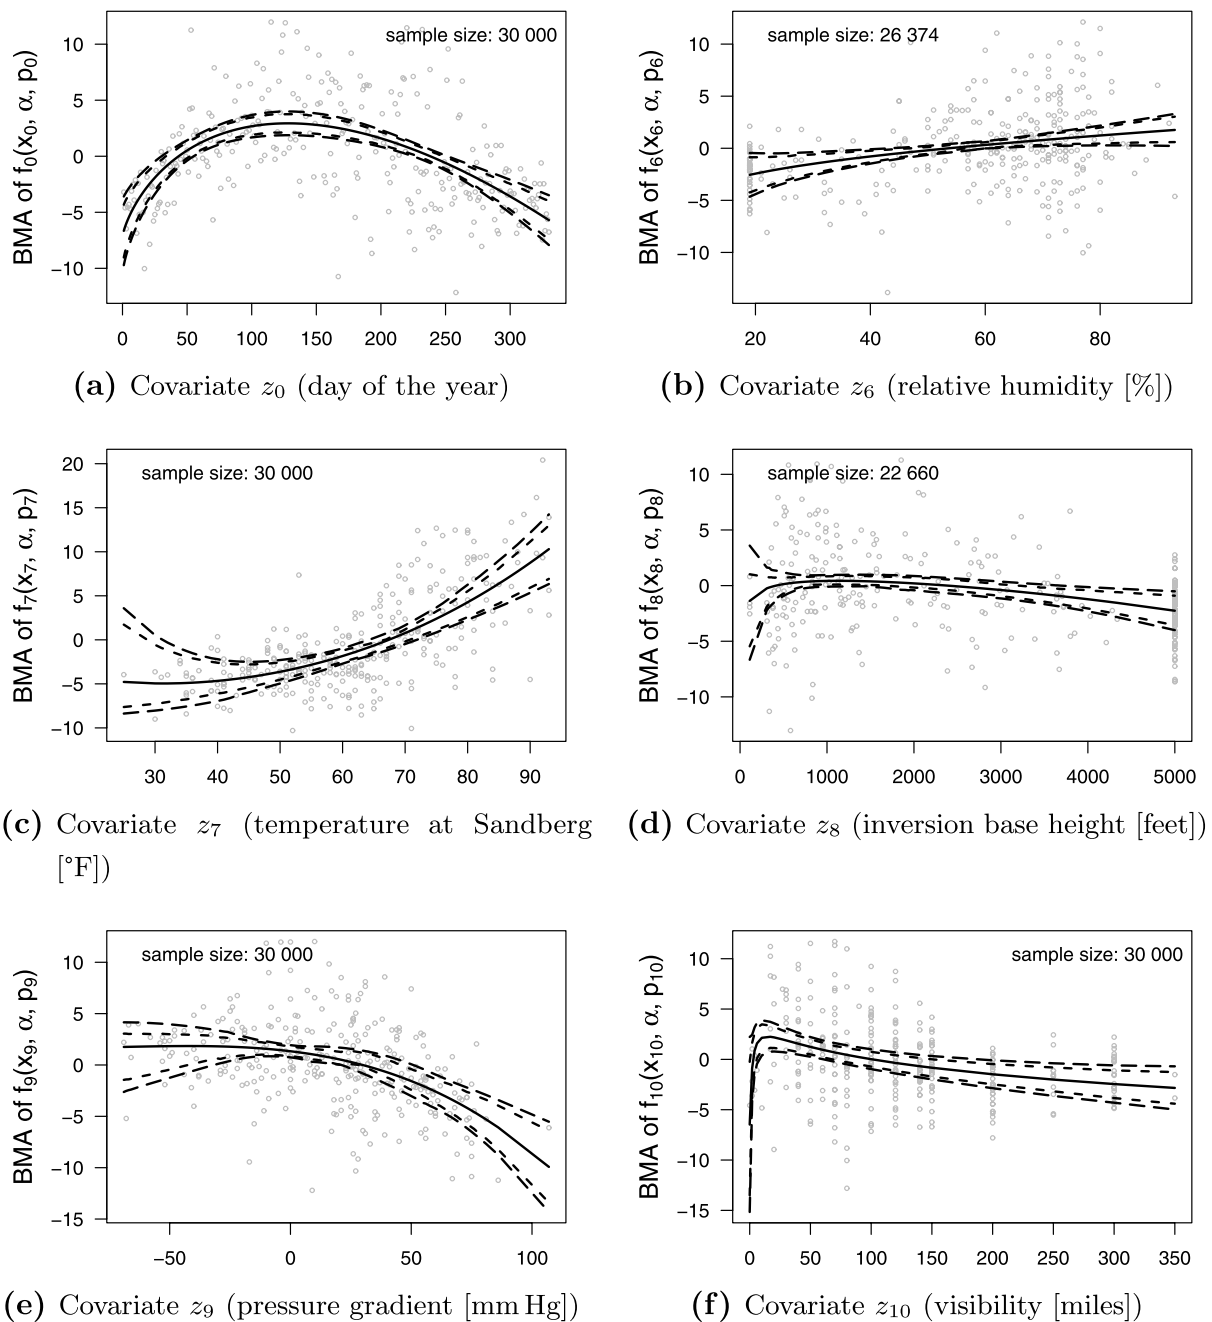 sample size: 30 000
BMA of f0(x0, α, p0)
10
5
0
−5
−10
0 50 100 150 200 250 300
(a) Covariate z0 (day of the year)
sample size: 26 374
BMA of f6(x6, α, p6)
10
5
0
−5
−10
20 40 60 80
(b) Covariate z6 (relative humidity [%])
sample size: 30 000
BMA of f7(x7, α, p7)
20
15
10
5
0
−5
−10
30 40 50 60 70 80 90
(c) Covariate z7 (temperature at Sandberg
[°F])
sample size: 22 660
BMA of f8(x8, α, p8)
10
5
0
−5
−10
0 1000 2000 3000 4000 5000
(d) Covariate z8 (inversion base height [feet])
sample size: 30 000
BMA of f9(x9, α, p9)
10
5
0
−5
−10
−15
−50 0 50 100
(e) Covariate z9 (pressure gradient [mm Hg])
sample size: 30 000
BMA of f10(x10, α, p10)
10
5
0
−5
−10
−15
0 50 100 150 200 250 300 350
(f) Covariate z10 (visibility [miles])